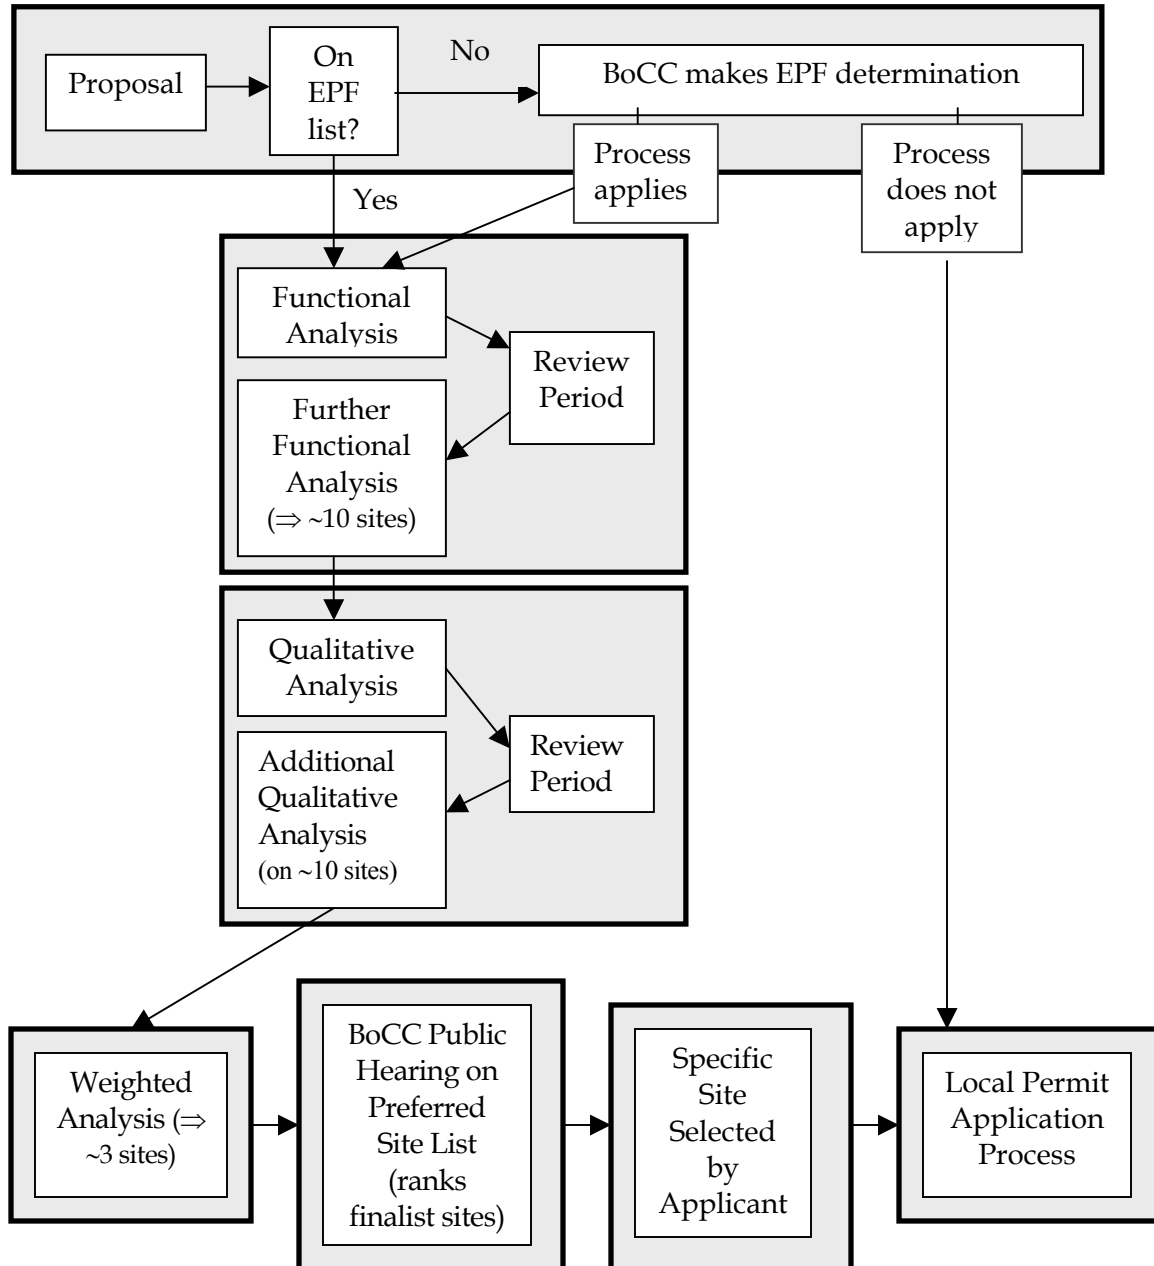 Proposal
On
EPF
list?
No
BoCC makes EPF determination
Process
applies
Process
does not
apply
Yes
Functional
Analysis
Review
Period
Further
Functional
Analysis
(⇒ ~10 sites)
Qualitative
Analysis
Review
Period
Additional
Qualitative
Analysis
(on ~10 sites)
Weighted
Analysis (⇒
~3 sites)
BoCC Public
Hearing on
Preferred
Site List
(ranks
finalist sites)
Specific
Site
Selected
by
Applicant
Local Permit
Application
Process